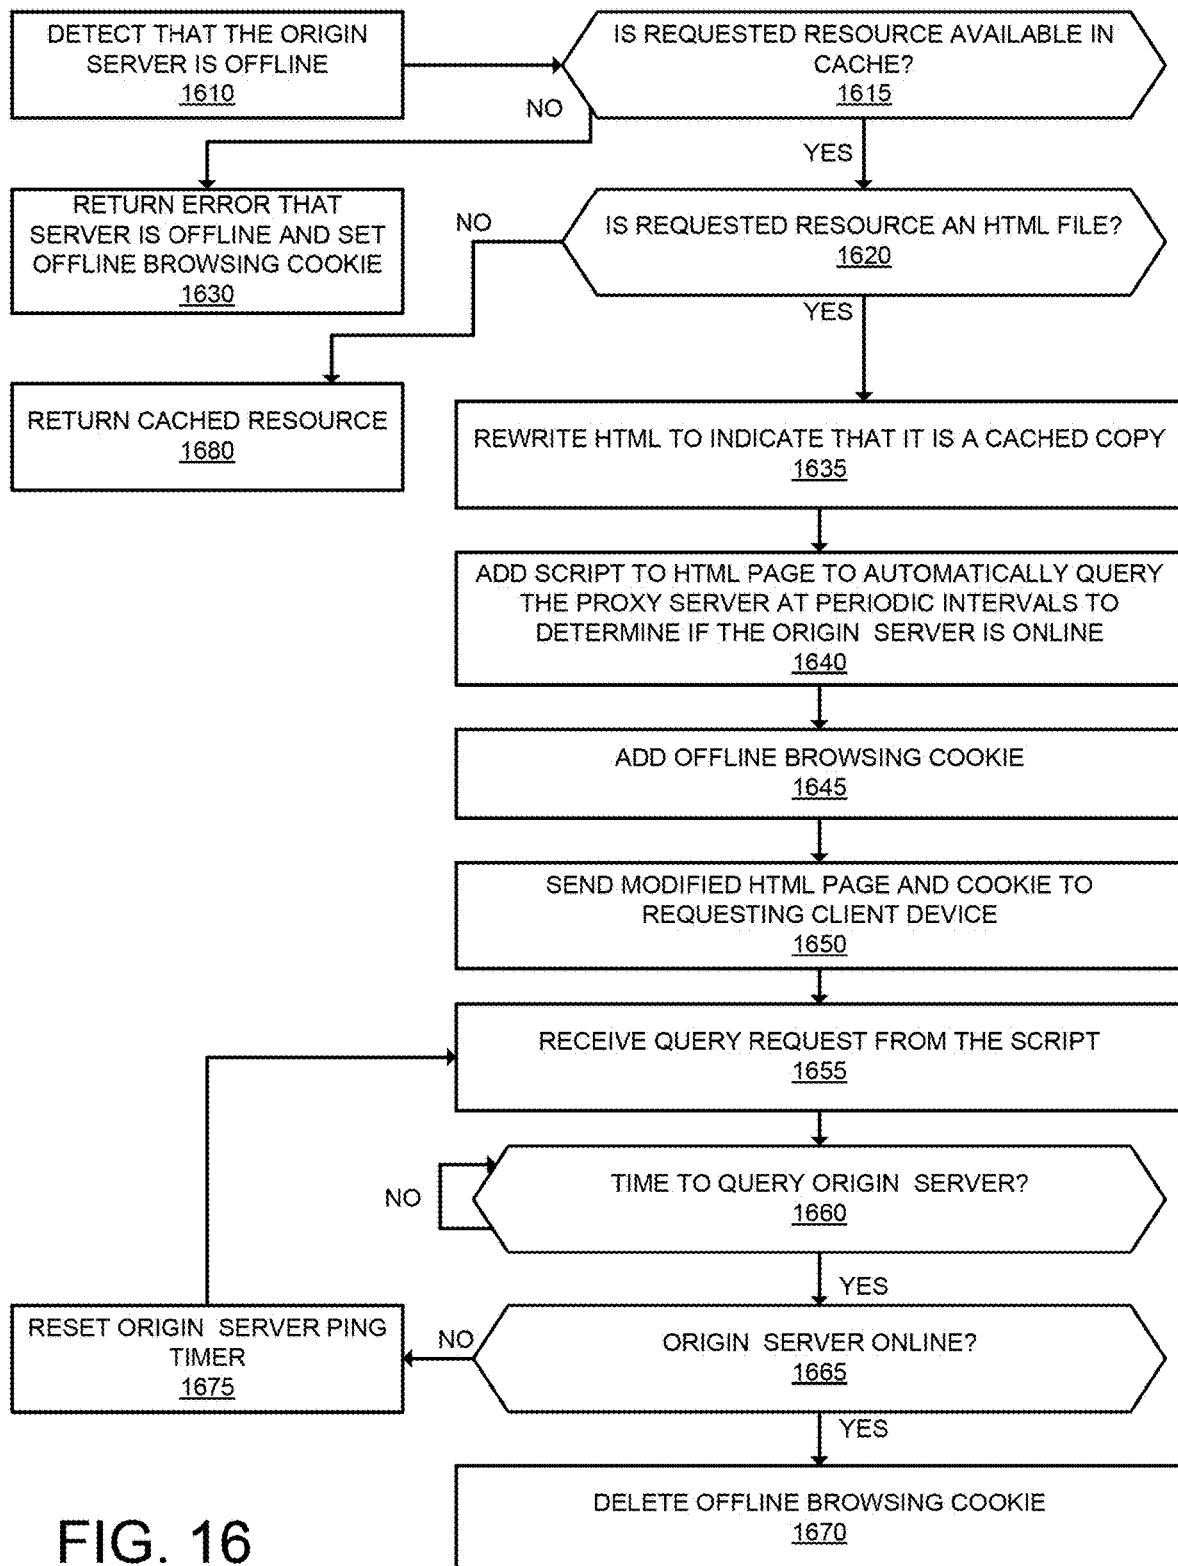 DETECT THAT THE ORIGIN
SERVER IS OFFLINE
1610
IS REQUESTED RESOURCE AVAILABLE IN
CACHE?
1615
NO
YES
RETURN ERROR THAT
SERVER IS OFFLINE AND SET
OFFLINE BROWSING COOKIE
1630
NO
IS REQUESTED RESOURCE AN HTML FILE?
1620
YES
RETURN CACHED RESOURCE
1680
REWRITE HTML TO INDICATE THAT IT IS A CACHED COPY
1635
ADD SCRIPT TO HTML PAGE TO AUTOMATICALLY QUERY
THE PROXY SERVER AT PERIODIC INTERVALS TO
DETERMINE IF THE ORIGIN SERVER IS ONLINE
1640
ADD OFFLINE BROWSING COOKIE
1645
SEND MODIFIED HTML PAGE AND COOKIE TO
REQUESTING CLIENT DEVICE
1650
RECEIVE QUERY REQUEST FROM THE SCRIPT
1655
NO
TIME TO QUERY ORIGIN SERVER?
1660
YES
RESET ORIGIN SERVER PING
TIMER
1675
NO
ORIGIN SERVER ONLINE?
1665
YES
DELETE OFFLINE BROWSING COOKIE
1670
FIG. 16